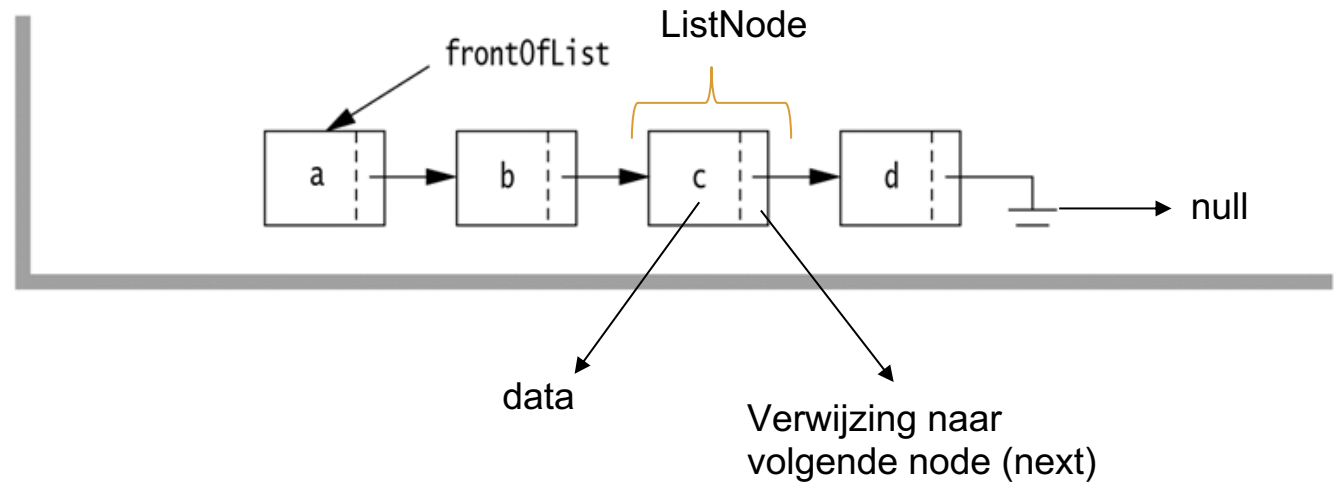 ListNode
frontOfList
a
b
c
d
null
data
Verwijzing naar
volgende node (next)